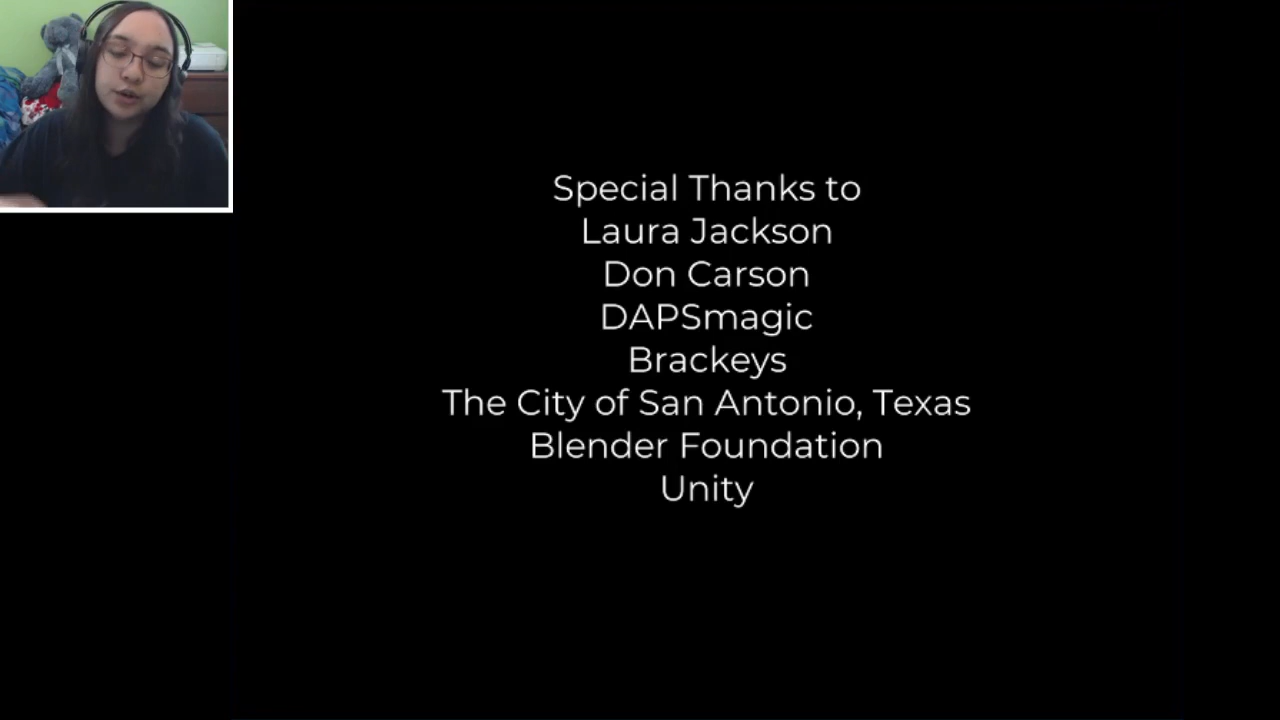 Special Thanks to
Laura Jackson
Don Carson
DAPSmagic
Brackeys
The City of San Antonio, Texas
Blender Foundation
Unity